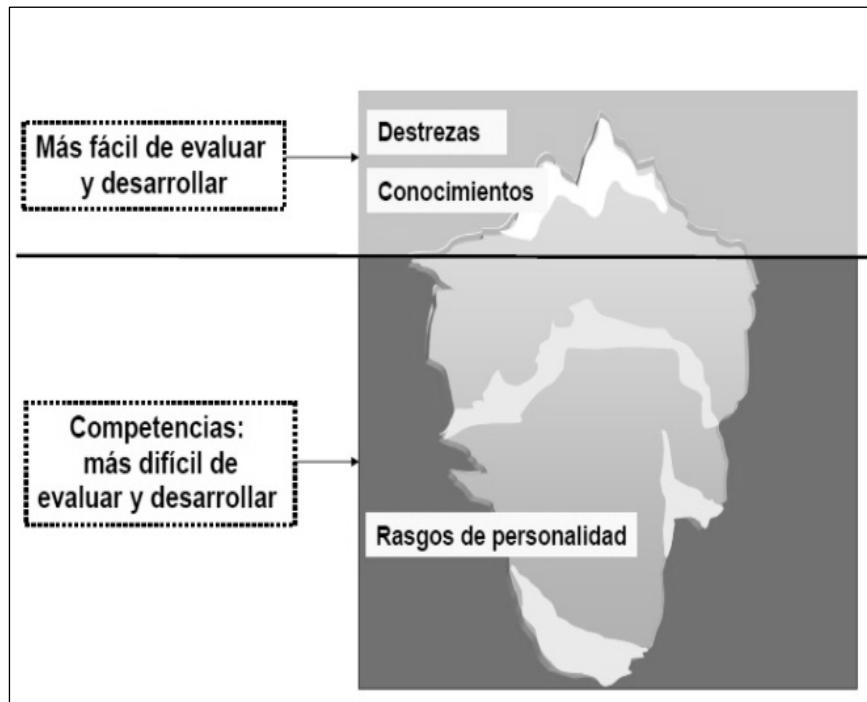 Más fácil de evaluar
y desarrollar
Destrezas
Conocimientos
Competencias:
más difícil de
evaluar y desarrollar
Rasgos de personalidad